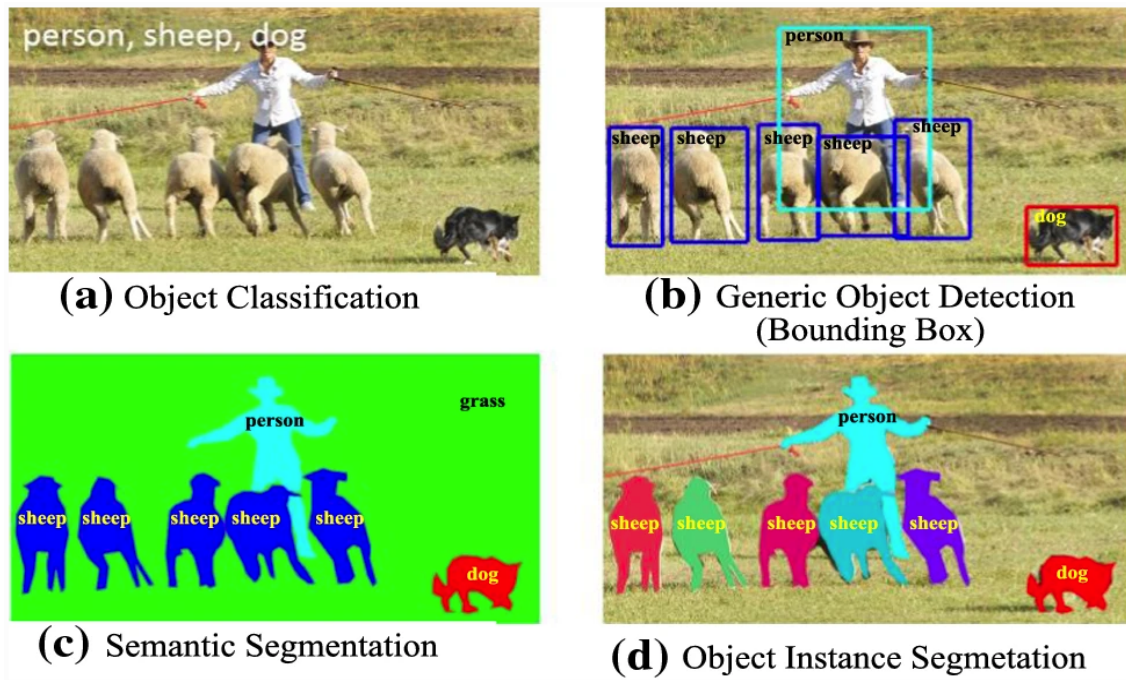 person, sheep, dog
person
sheep
sheep
sheep
sheep
sheep
dog
(a) Object Classification
(b) Generic Object Detection
(Bounding Box)
grass
person
sheep
sheep
sheep
sheep
sheep
dog
person
sheep
sheep
sheep
sheep
sheep
dog
(c) Semantic Segmentation
(d) Object Instance Segmetation